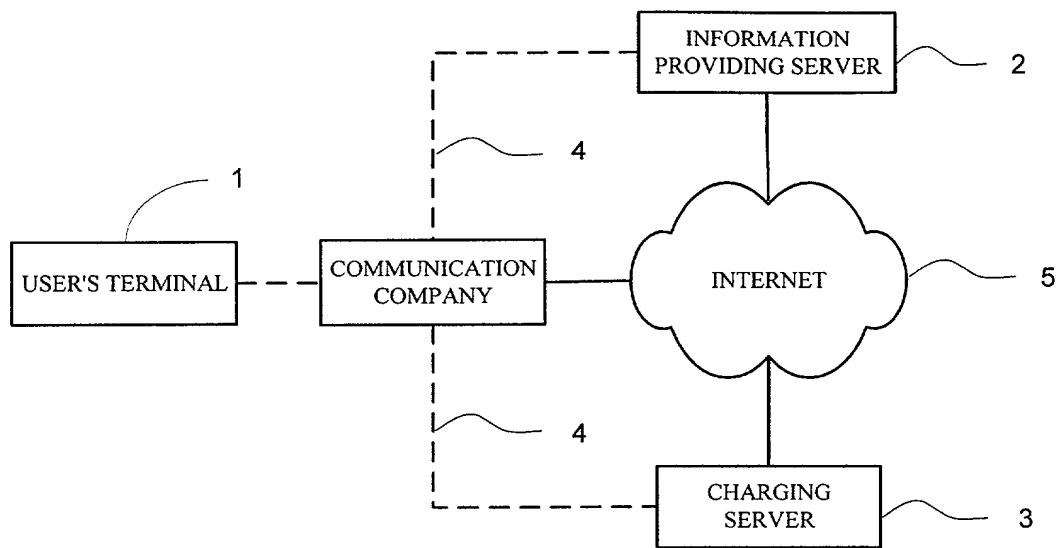 INFORMATION
PROVIDING SERVER
2
4
1
USER'S TERMINAL
COMMUNICATION
COMPANY
INTERNET
5
4
CHARGING
SERVER
3